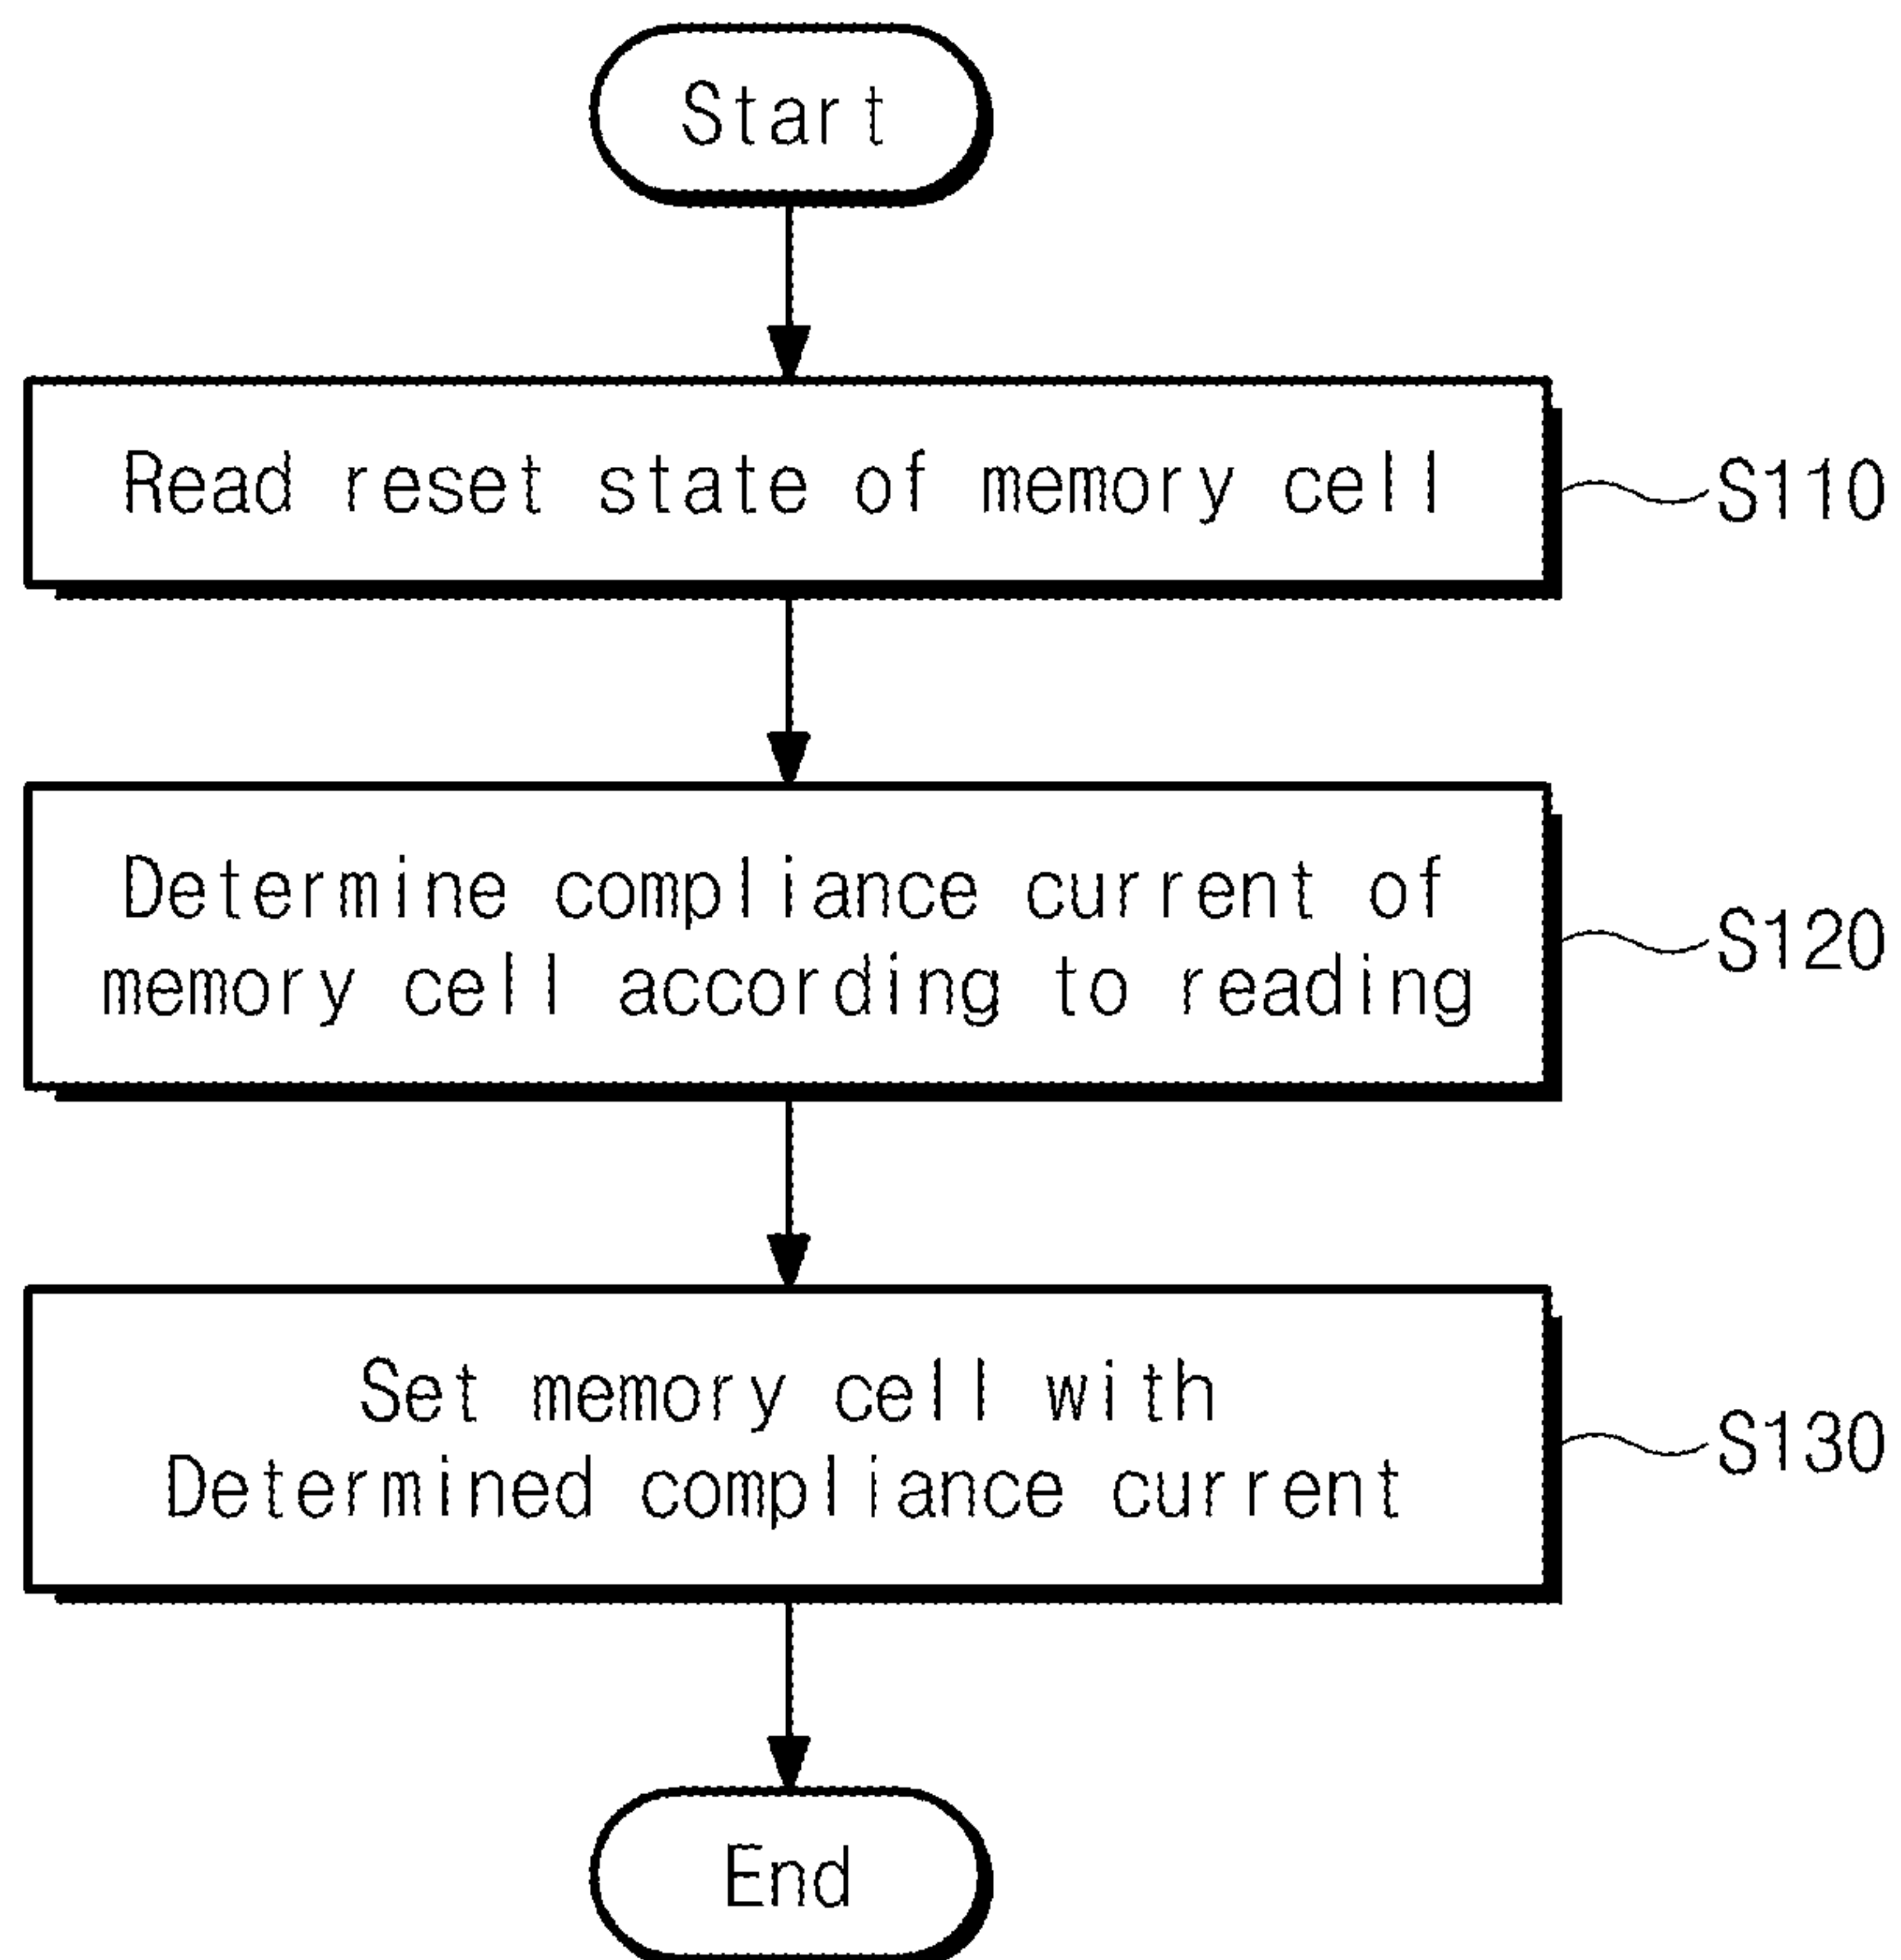 Start
Read reset state of memory cell
S110
Determine compliance current of
memory cell according to reading
S120
Set memory cell with
Determined compliance current
S130
End